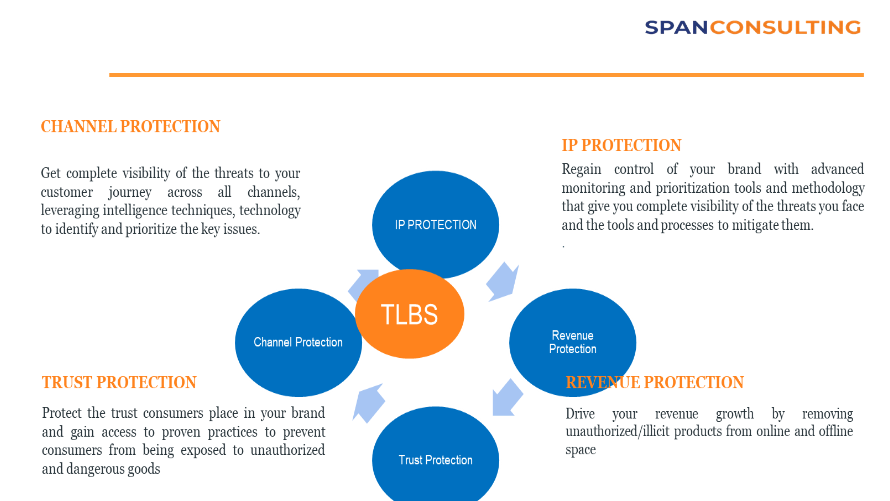 SPANCONSULTING
CHANNEL PROTECTION
Get complete visibility of the threats to your
customer journey across all channels,
leveraging intelligence techniques, technology
to identify and prioritize the key issues.
IP PROTECTION
Regain control of your brand with advanced
monitoring and prioritization tools and methodology
that give you complete visibility of the threats you face
and the tools and processes to mitigate them.
.
IP PROTECTION
TLBS
Channel Protection
Revenue
Protection
Trust Protection
TRUST PROTECTION
Protect the trust consumers place in your brand
and gain access to proven practices to prevent
consumers from being exposed to unauthorized
and dangerous goods
REVENUE PROTECTION
Drive your revenue growth by removing
unauthorized/illicit products from online and offline
space